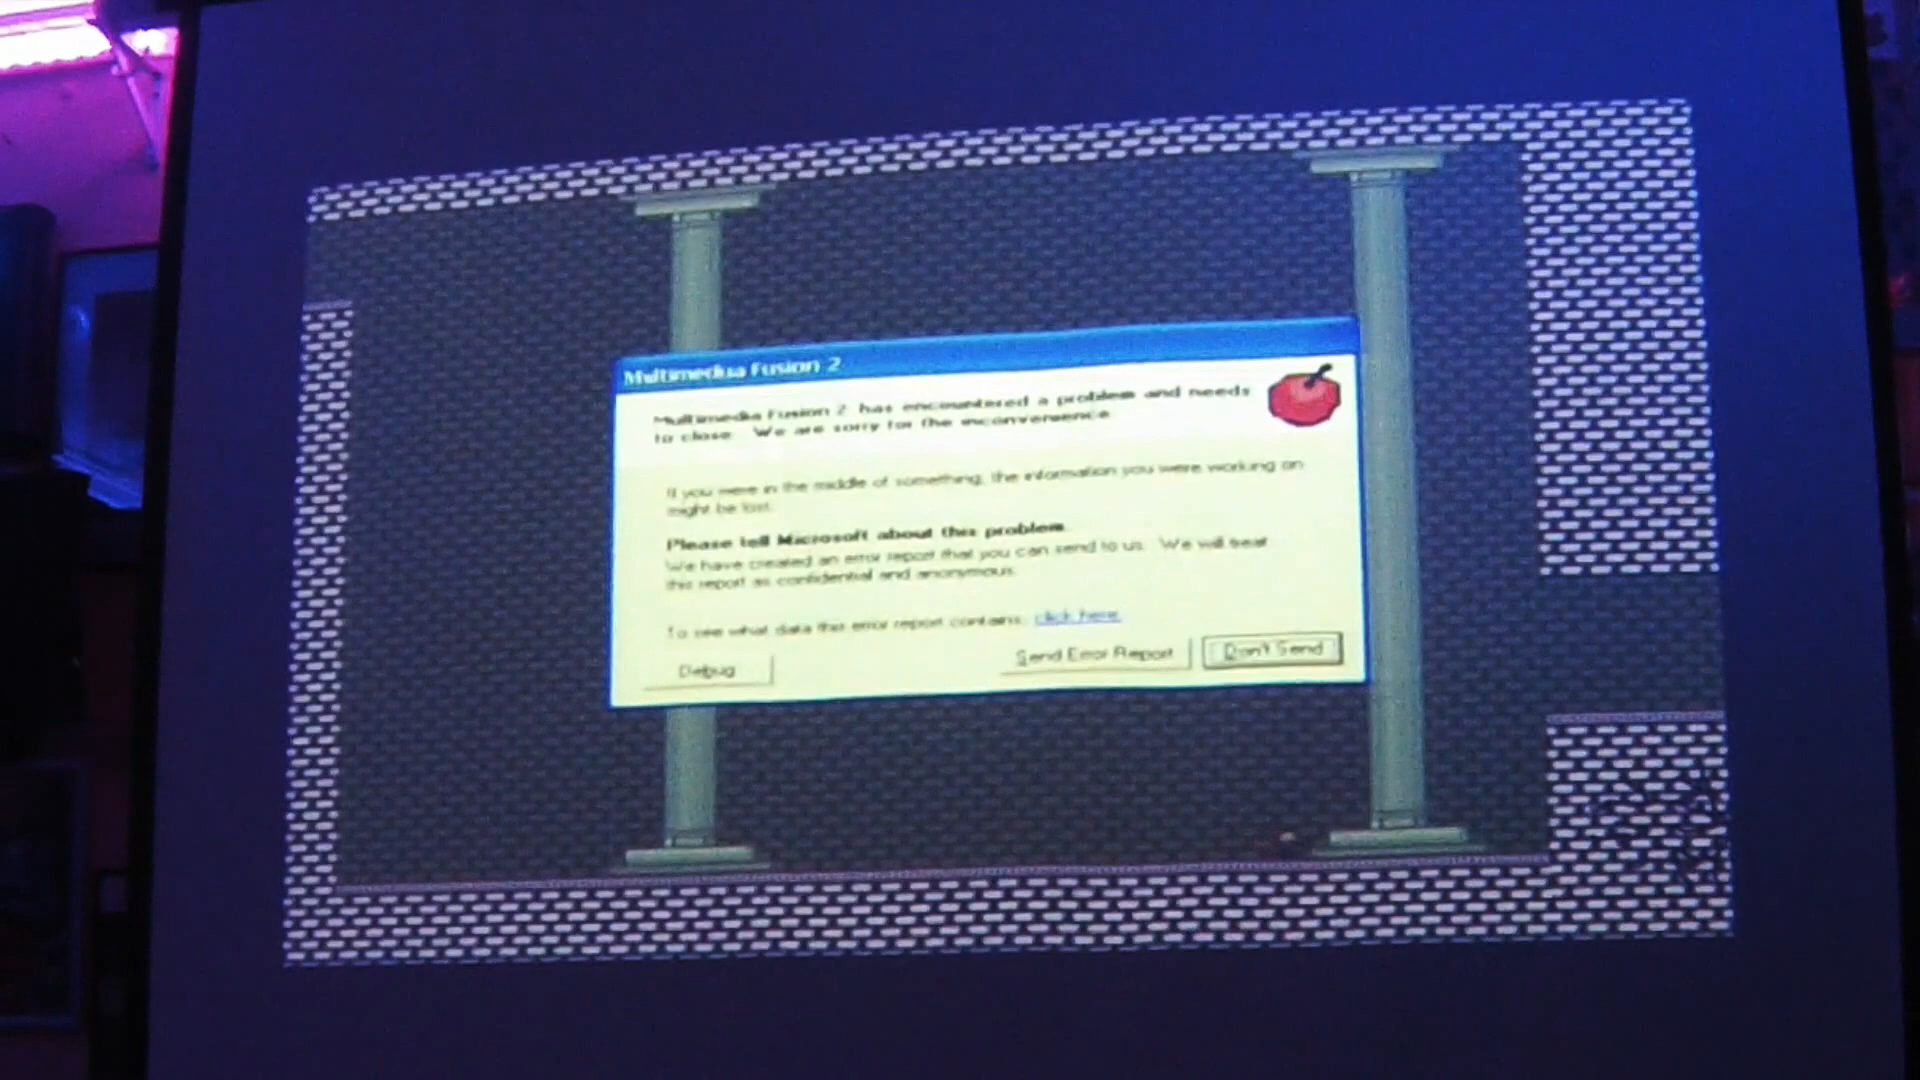 Multimedia Fusion 2
Multimedia Fusion 2 has encountered a problem and needs
to close. We are sorry for the inconvenience.
If you were in the middle of something, the information you were working on
might be lost.
Please tell Microsoft about this problem.
We have created an error report that you can send to us. We will treat
this report as confidential and anonymous.
To see what data this error report contains, click here.
Debug
Send Error Report
Don't Send